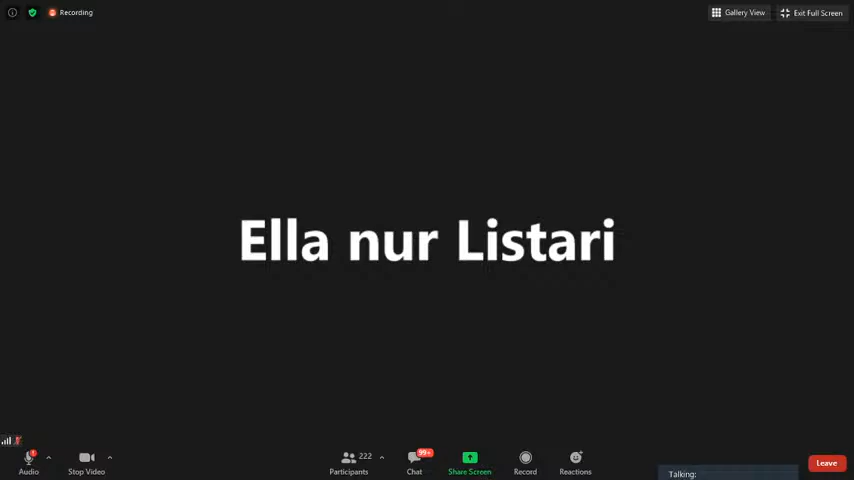 Recording
Gallery View
Exit Full Screen
Ella nur Listari
222
99+
Audio
Stop Video
Participants
Chat
Share Screen
Record
Reactions
Talking:
Leave